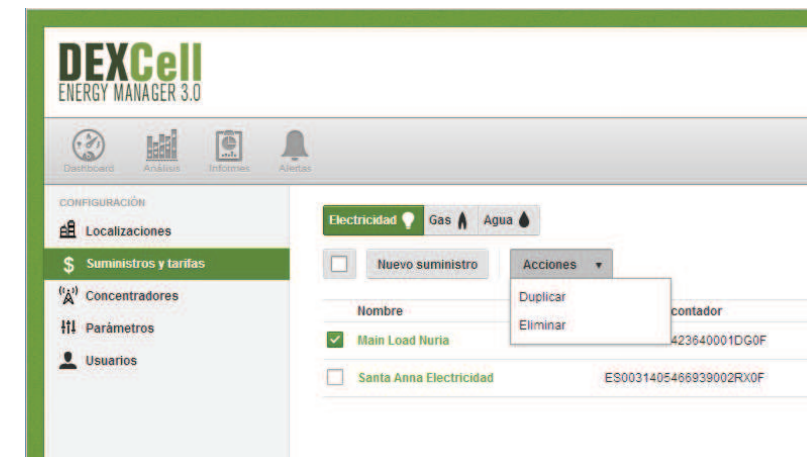 DEXCell
ENERGY MANAGER 3.0
Dashboard Análisis Informes Alertas
CONFIGURACIÓN
Localizaciones
$ Suministros y tarifas
Concentradores
Parámetros
Usuarios
Electricidad Gas Agua
Nuevo suministro Acciones
Duplicar
Eliminar
Nombre contador
Main Load Nuria 423640001DG0F
Santa Anna Electricidad ES0031405466939002RX0F